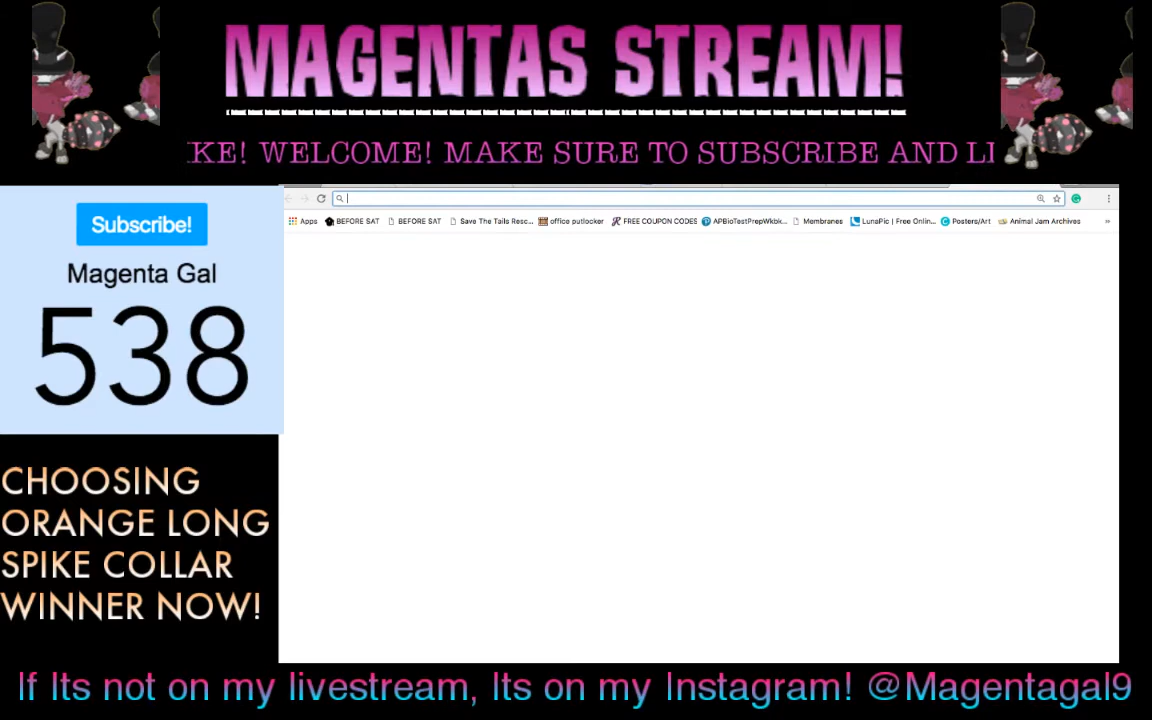 MAGENTAS STREAM!
KE! WELCOME! MAKE SURE TO SUBSCRIBE AND LI
Subscribe!
Magenta Gal
538
Apps BEFORE SAT BEFORE SAT Save The Tails Resc... office putlocker FREE COUPON CODES APBioTestPrepWkbk... Membranes LunaPic | Free Onlin... Posters/Art Animal Jam Archives »
CHOOSING
ORANGE LONG
SPIKE COLLAR
WINNER NOW!
If Its not on my livestream, Its on my Instagram! @Magentagal9